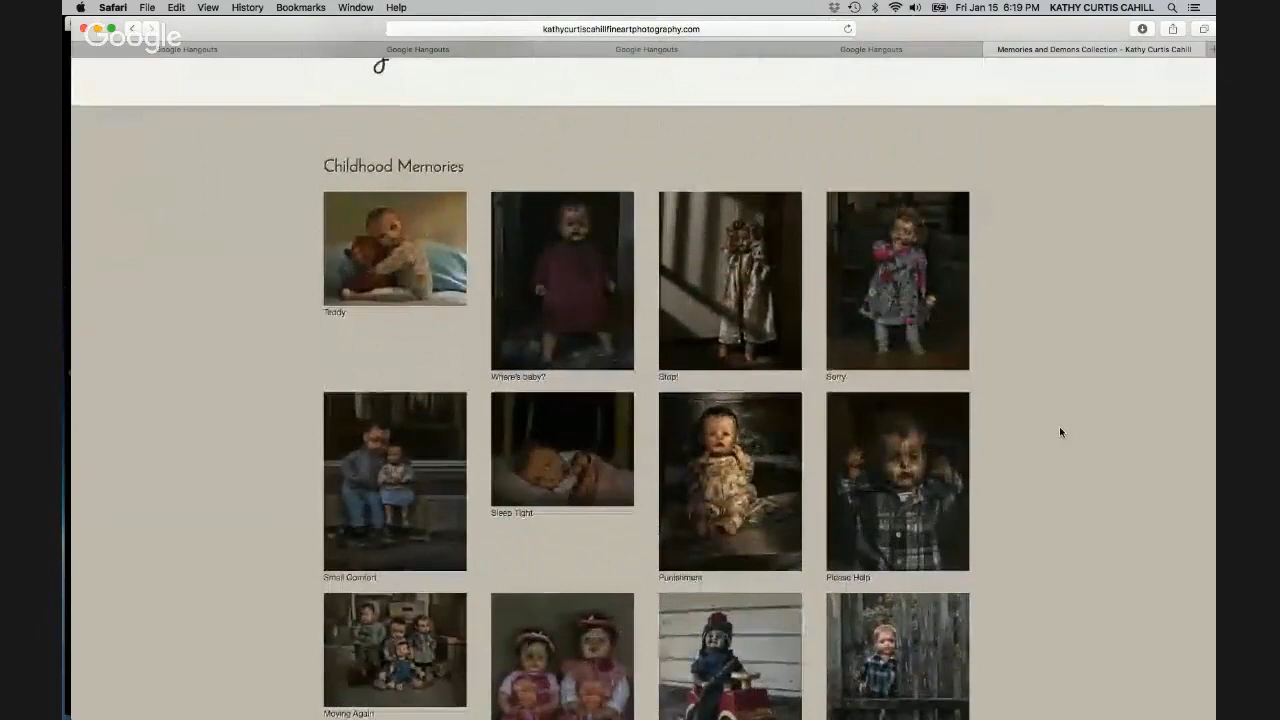 Safari File Edit View History Bookmarks Window Help Fri Jan 15 6:19 PM KATHY CURTIS CAHILL
Google
kathycurtiscahillfineartphotography.com
Google Hangouts Google Hangouts Google Hangouts Google Hangouts Memories and Demons Collection - Kathy Curtis Cahill
Childhood Memories
Teddy
Where's baby? Stop! Sorry
Sleep Tight
Small Comfort Punishment Please Help
Moving Again